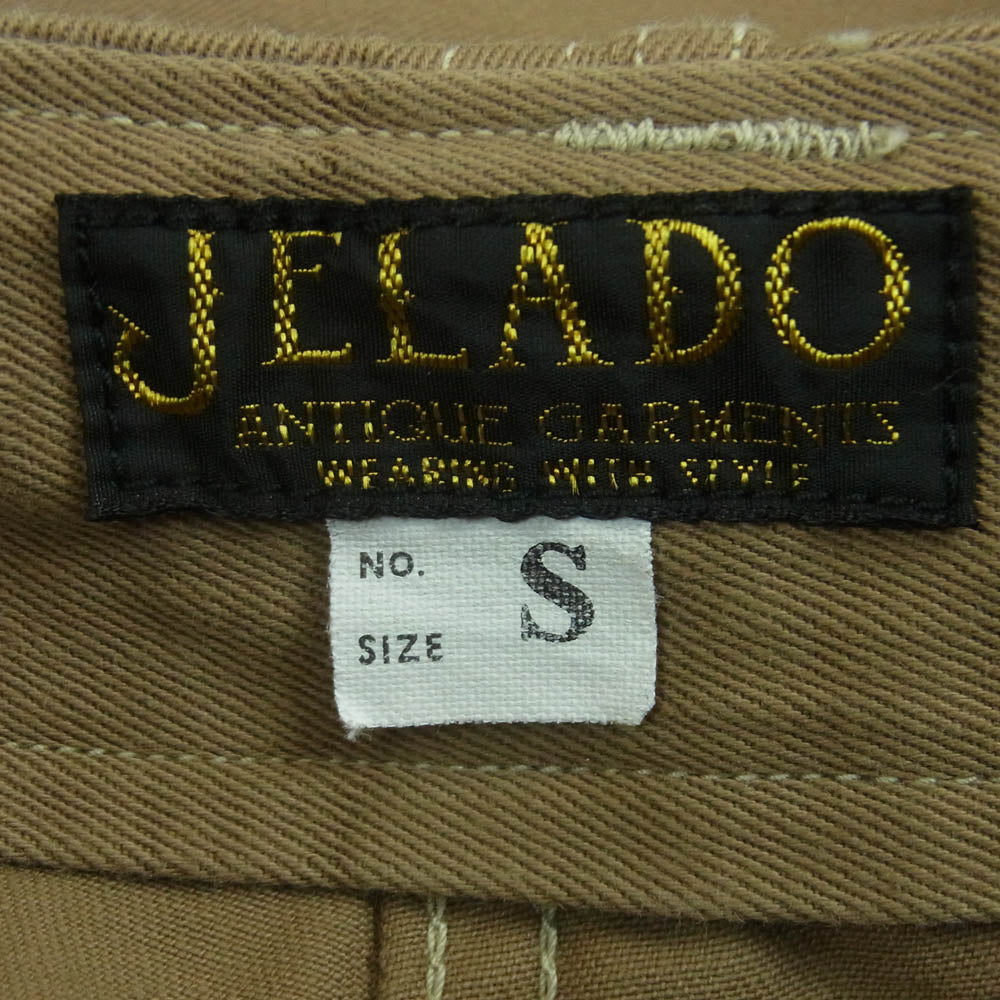 JELADO
ANTIQUE GARMENTS
WEARING WITH STYLE
NO.
S
SIZE